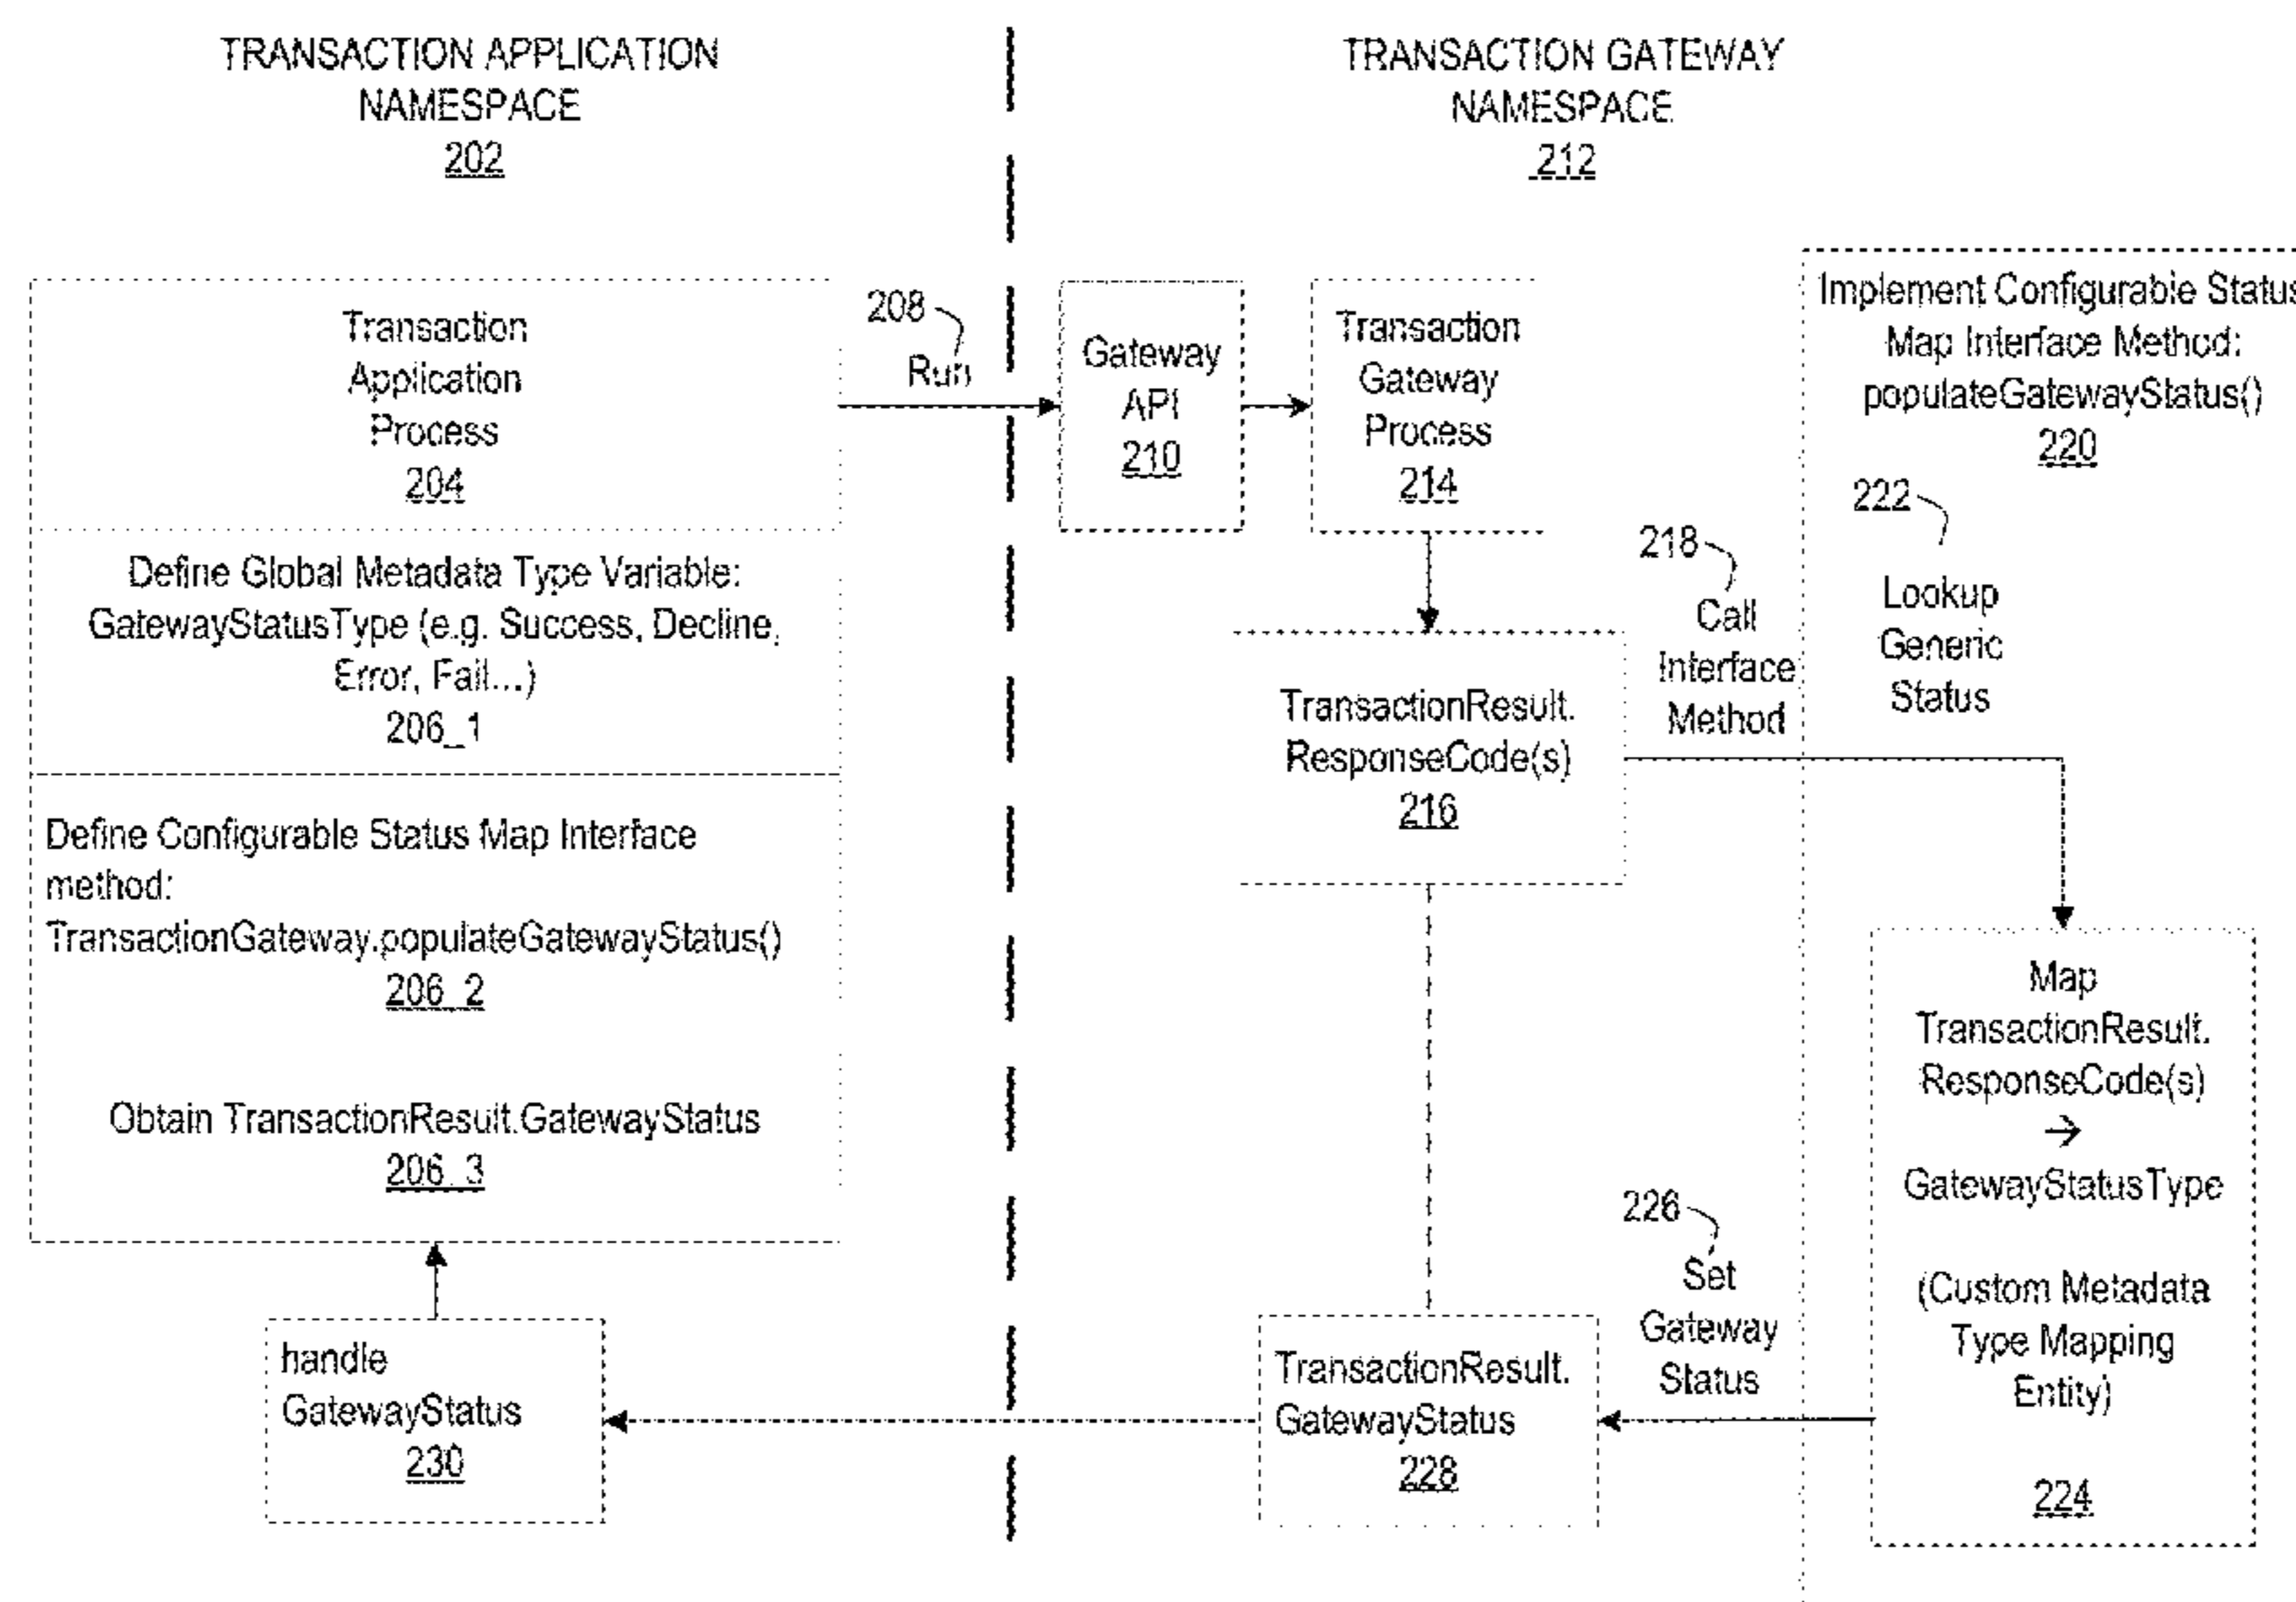 TRANSACTION APPLICATION
NAMESPACE
202
TRANSACTION GATEWAY
NAMESPACE
212
Transaction
Application
Process
204
208
Run
Gateway
API
210
Transaction
Gateway
Process
214
Implement Configurable Status
Map Interface Method:
populateGatewayStatus()
220
222
Lookup
Generic
Status
Define Global Metadata Type Variable:
GatewayStatusType (e.g. Success, Decline,
Error, Fail...)
206_1
218
Call
Interface
Method
TransactionResult.
ResponseCode(s)
216
Define Configurable Status Map Interface
method:
TransactionGateway.populateGatewayStatus()
206_2
Obtain TransactionResult.GatewayStatus
206_3
Map
TransactionResult.
ResponseCode(s)
→
GatewayStatusType
(Custom Metadata
Type Mapping
Entity)
224
226
Set
Gateway
Status
TransactionResult.
GatewayStatus
228
handle
GatewayStatus
230